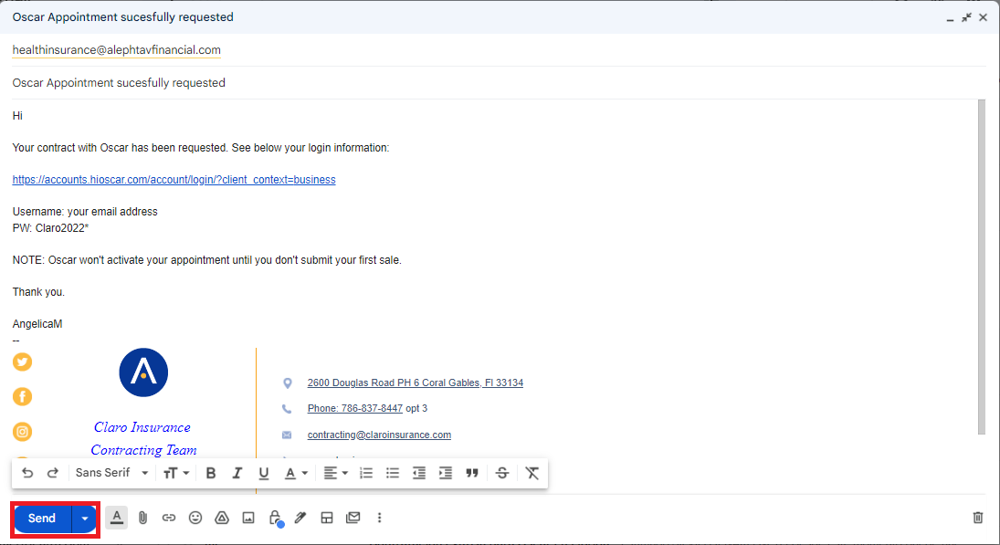 Oscar Appointment sucesfully requested
healthinsurance@alephtavfinancial.com
Oscar Appointment sucesfully requested
Hi
Your contract with Oscar has been requested. See below your login information:
https://accounts.hioscar.com/account/login/?client_context=business
Username: your email address
PW: Claro2022*
NOTE: Oscar won't activate your appointment until you don't submit your first sale.
Thank you.
AngelicaM
--
2600 Douglas Road PH 6 Coral Gables, Fl 33134
Phone: 786-837-8447 opt 3
Claro Insurance
contracting@claroinsurance.com
Contracting Team
Sans Serif
Send